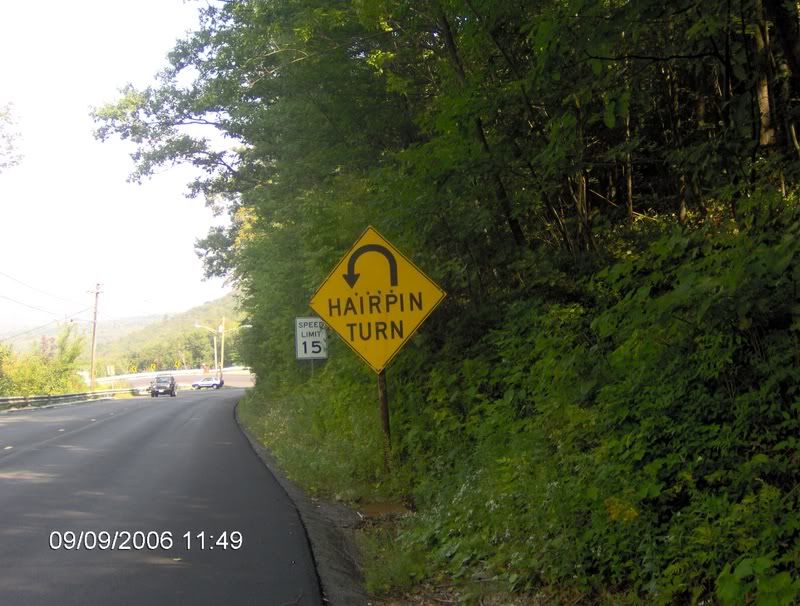 SPEED
LIMIT
15
HAIRPIN
TURN
09/09/2006 11:49